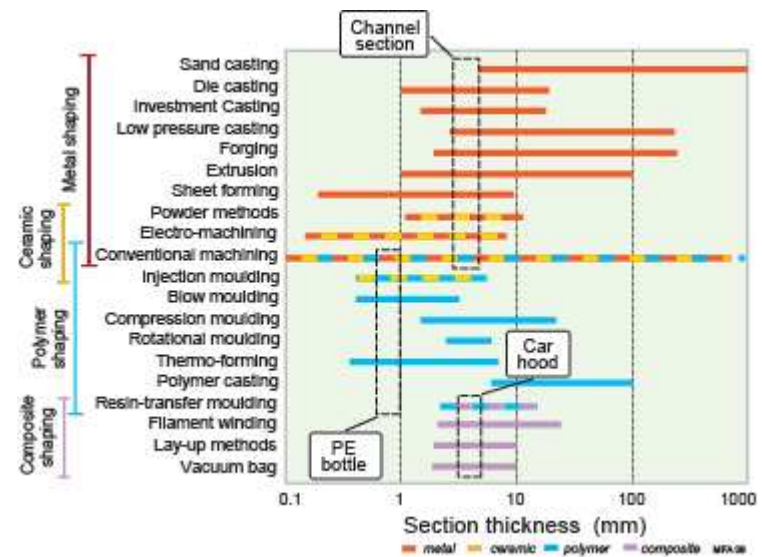 Channel
section
Sand casting
Die casting
Investment Casting
Low pressure casting
Forging
Extrusion
Sheet forming
Powder methods
Electro-machining
Conventional machining
Injection moulding
Blow moulding
Compression moulding
Rotational moulding
Thermo-forming
Polymer casting
Resin-transfer moulding
Filament winding
Lay-up methods
Vacuum bag
Metal shaping
Ceramic
shaping
Polymer
shaping
Composite
shaping
Car
hood
PE
bottle
0.1 1 10 100 1000
Section thickness (mm)
metal ceramic polymer composite